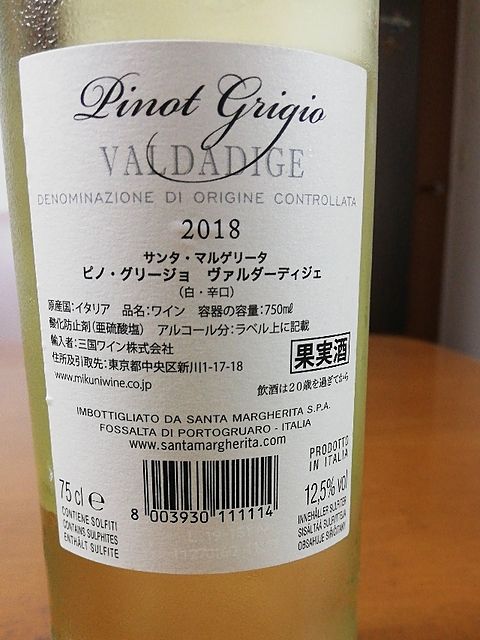 Pinot Grigio
VALDADIGE
DENOMINAZIONE DI ORIGINE CONTROLLATA
2018
サンタ・マルゲリータ
ピノ・グリージョ ヴァルダーディジェ
(白・辛口)
原産国:イタリア 品名:ワイン 容器の容量:750㎖
酸化防止剤(亜硫酸塩) アルコール分:ラベル上に記載
輸入者:三国ワイン株式会社
住所及引取先:東京都中央区新川1-17-18
www.mikuniwine.co.jp
果実酒
飲酒は20歳を過ぎてから
IMBOTTIGLIATO DA SANTA MARGHERITA S.P.A.
FOSSALTA DI PORTOGRUARO - ITALIA
www.santamargherita.com
PRODOTTO
IN ITALIA
75 cl e
12,5% vol
CONTIENE SOLFITI
CONTAINS SULPHITES
ENTHÄLT SULFITE
8 003930 111114
INNEHÅLLER SULFITER
SISÄLTÄÄ SULFIITTEJA
OBSAHUJE SIŘIČITANY